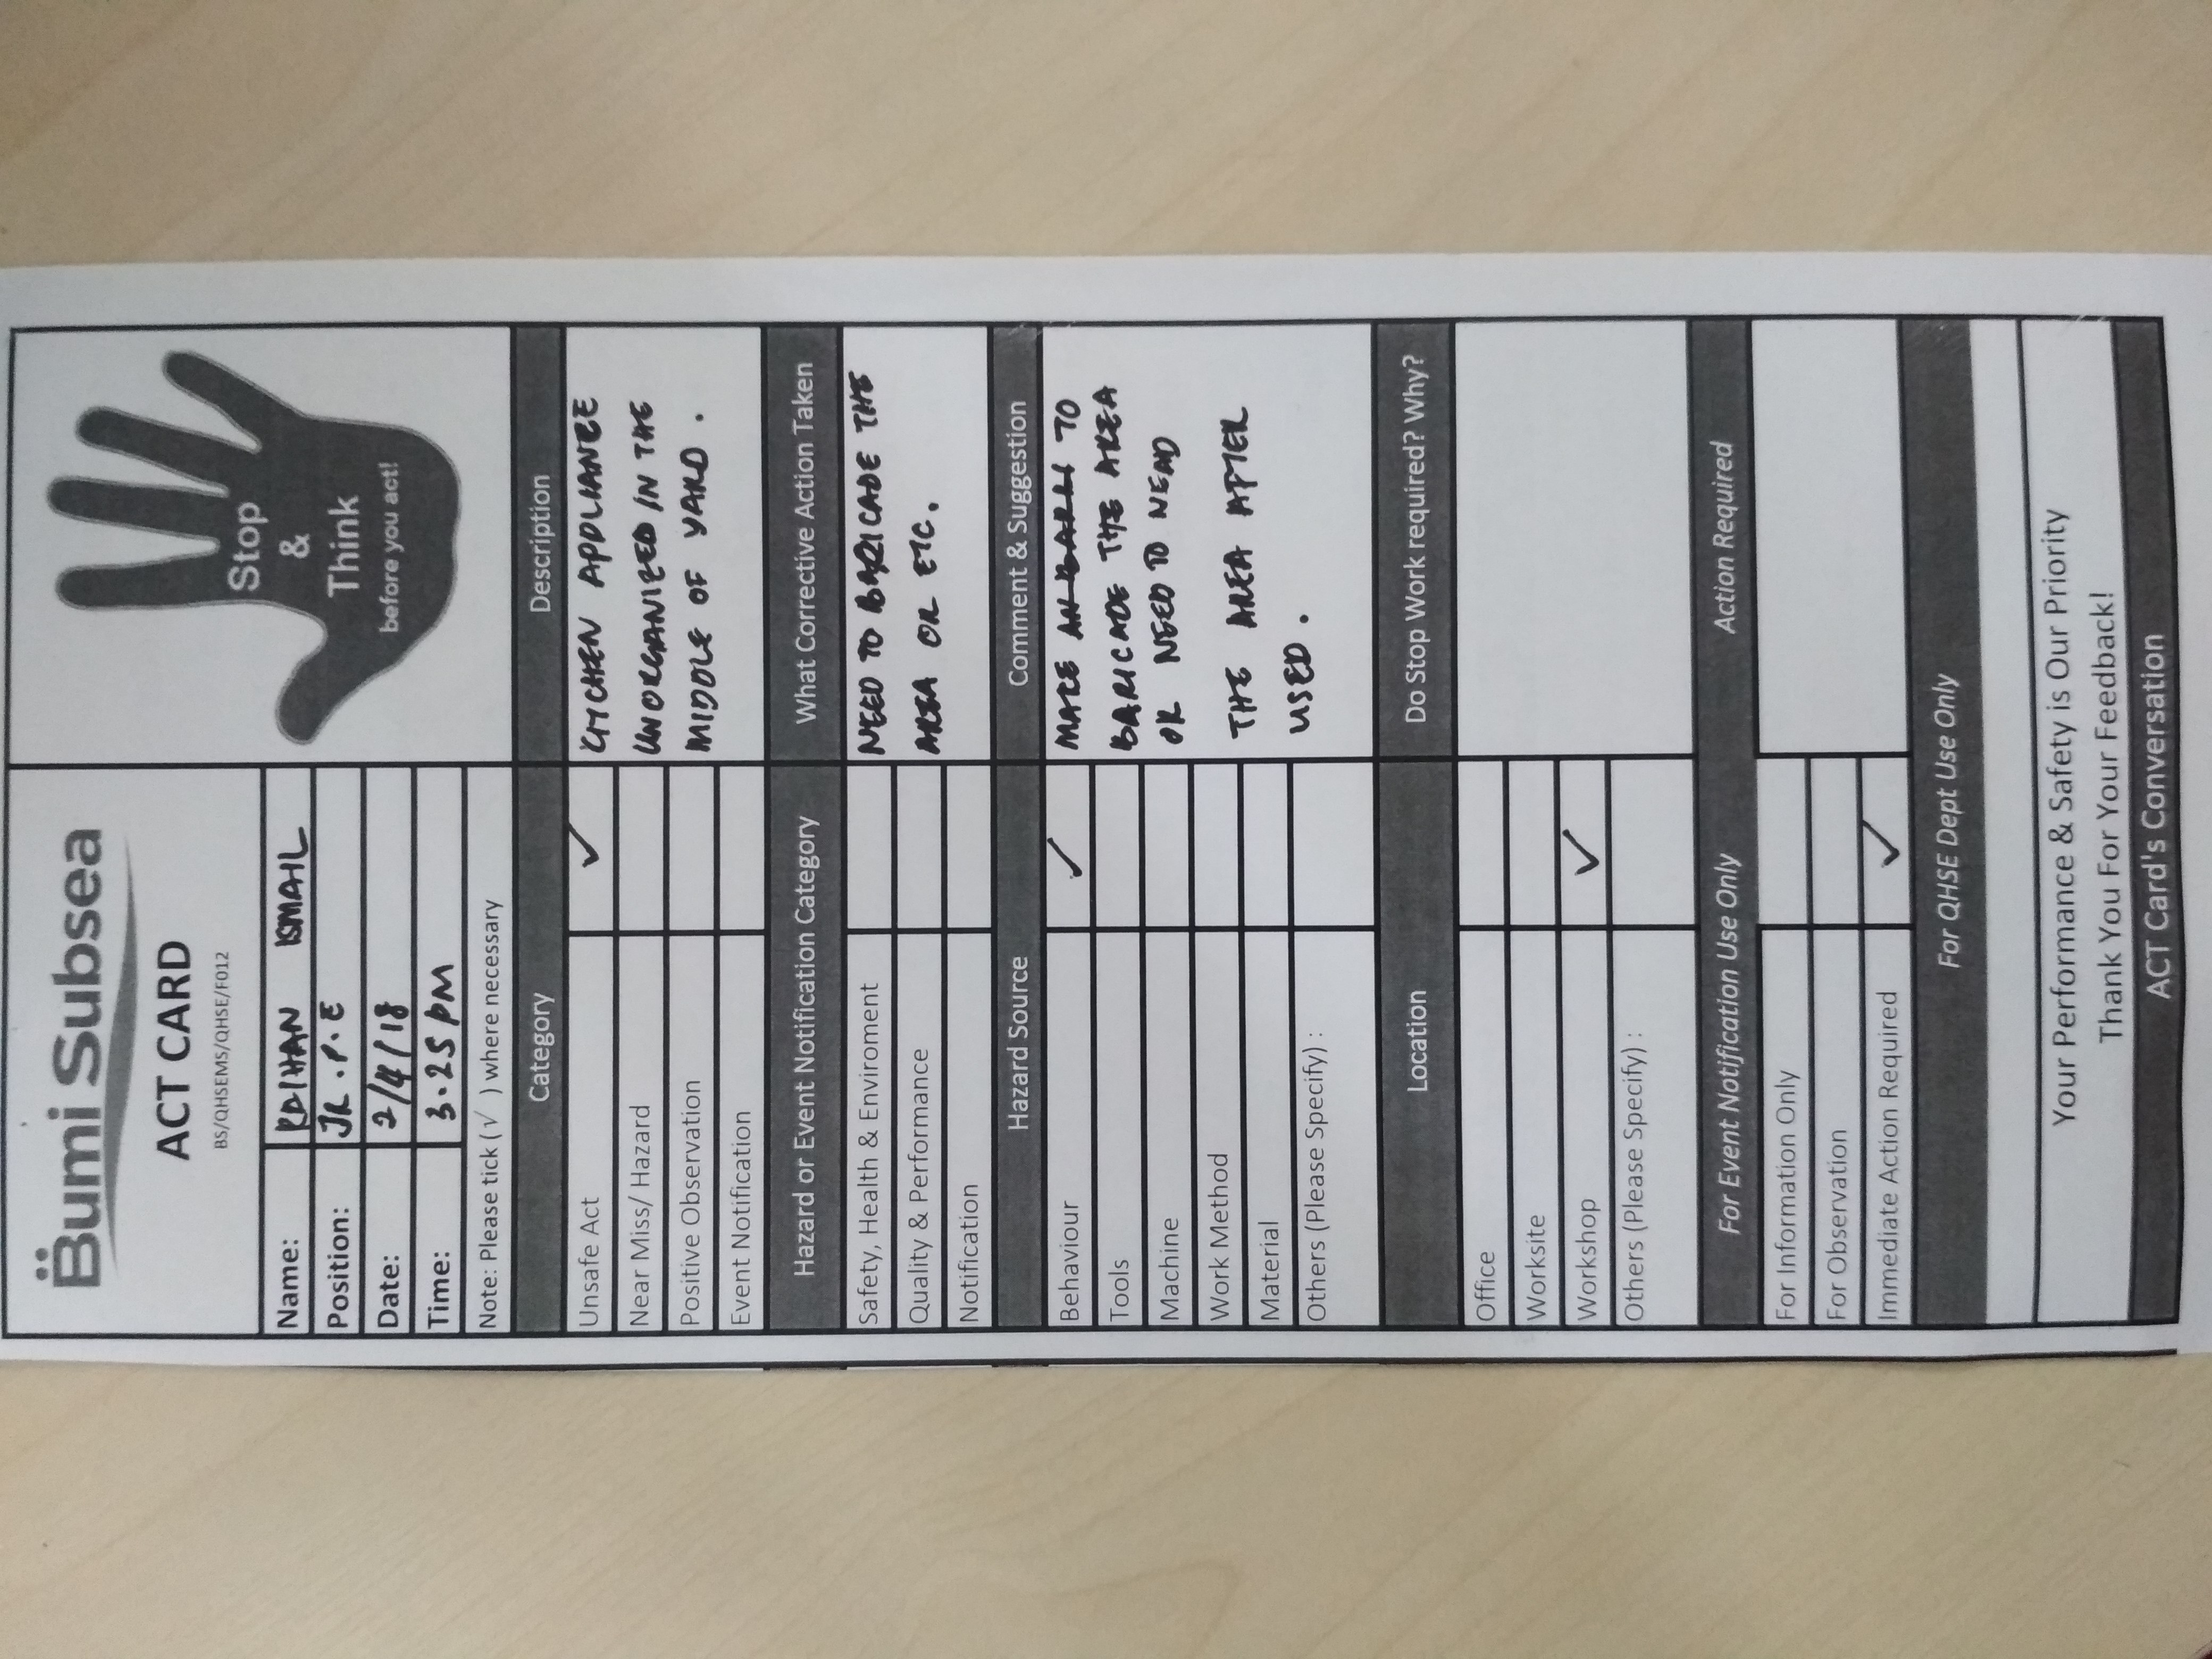 Bumi Subsea
ACT CARD
BS/QHSEMS/QHSE/F012
Stop
&
Think
before you act!
Name: RAIHAN ISMAIL
Position: JR. P. E
Date: 2/4/18
Time: 3.25 PM
Note: Please tick (√ ) where necessary
Category Description
Unsafe Act ✓
Near Miss/ Hazard
Positive Observation
Event Notification
KITCHEN APPLIANCE
UNORGANIZED IN THE
MIDDLE OF YARD.
Hazard or Event Notification Category What Corrective Action Taken
Safety, Health & Enviroment
Quality & Performance
Notification
NEED TO BARICADE THE
AREA OR ETC.
Hazard Source Comment & Suggestion
Behaviour ✓
Tools
Machine
Work Method
Material
Others (Please Specify) :
MAKE TO
BARICADE THE AREA
OR NEED TO NEAD
THE AREA AFTER
USED.
Location Do Stop Work required? Why?
Office
Worksite
Workshop ✓
Others (Please Specify) :
For Event Notification Use Only Action Required
For Information Only
For Observation
Immediate Action Required ✓
For QHSE Dept Use Only
Your Performance & Safety is Our Priority
Thank You For Your Feedback!
ACT Card's Conversation